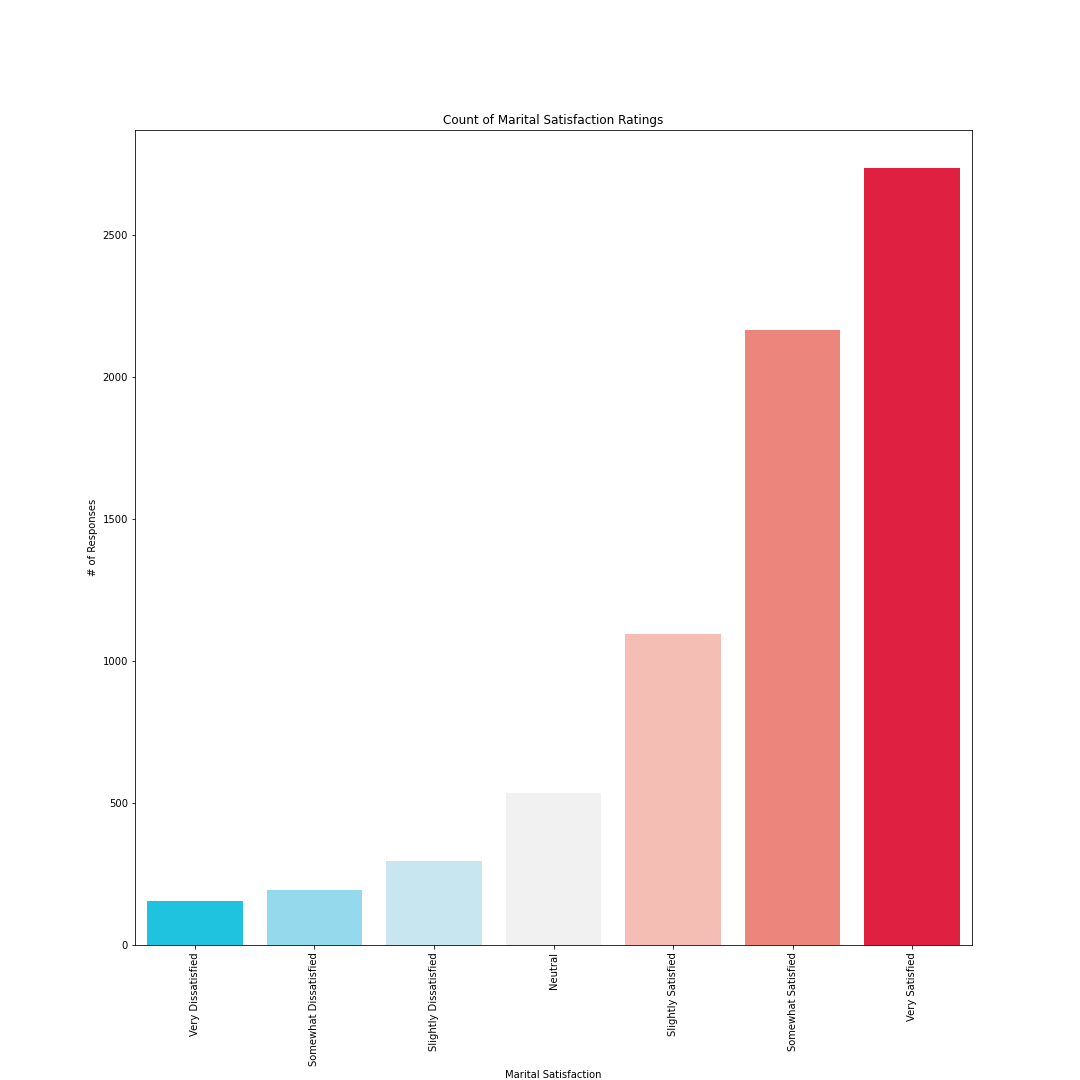 Count of Marital Satisfaction Ratings
# of Responses
2500
2000
1500
1000
500
0
Very Dissatisfied
Somewhat Dissatisfied
Slightly Dissatisfied
Neutral
Slightly Satisfied
Somewhat Satisfied
Very Satisfied
Marital Satisfaction